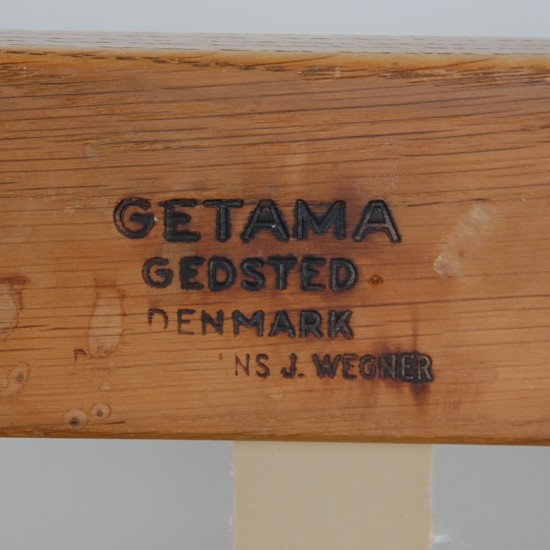 GETAMA
GEDSTED
DENMARK
NS J. WEGNER